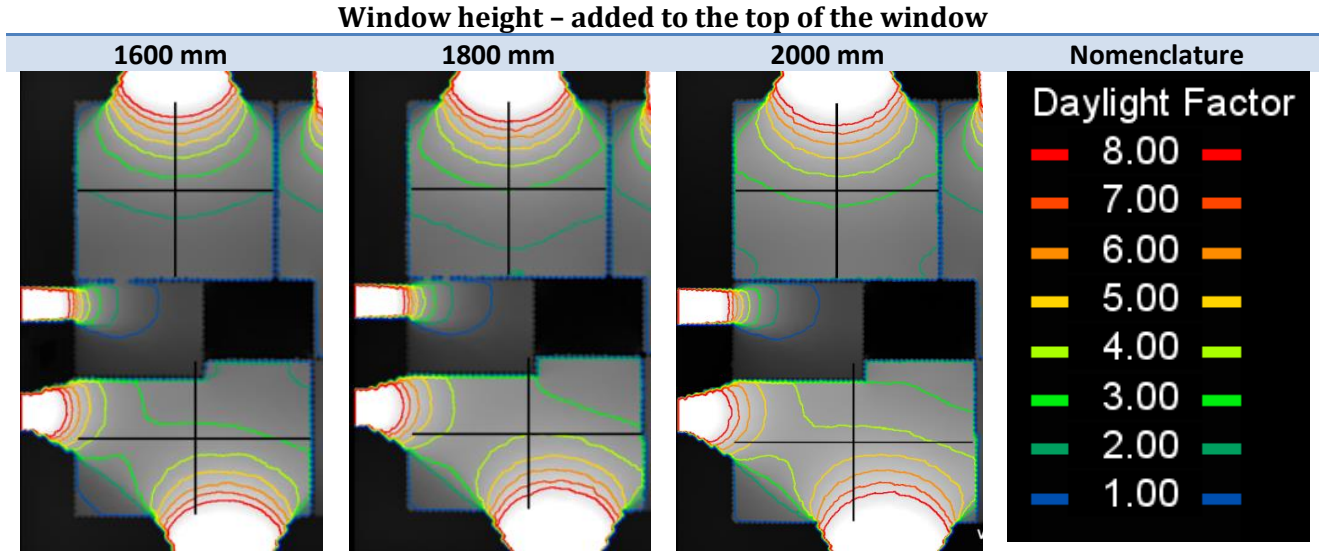 Window height – added to the top of the window
1600 mm
1800 mm
2000 mm
Nomenclature
Daylight Factor
8.00
7.00
6.00
5.00
4.00
3.00
2.00
1.00